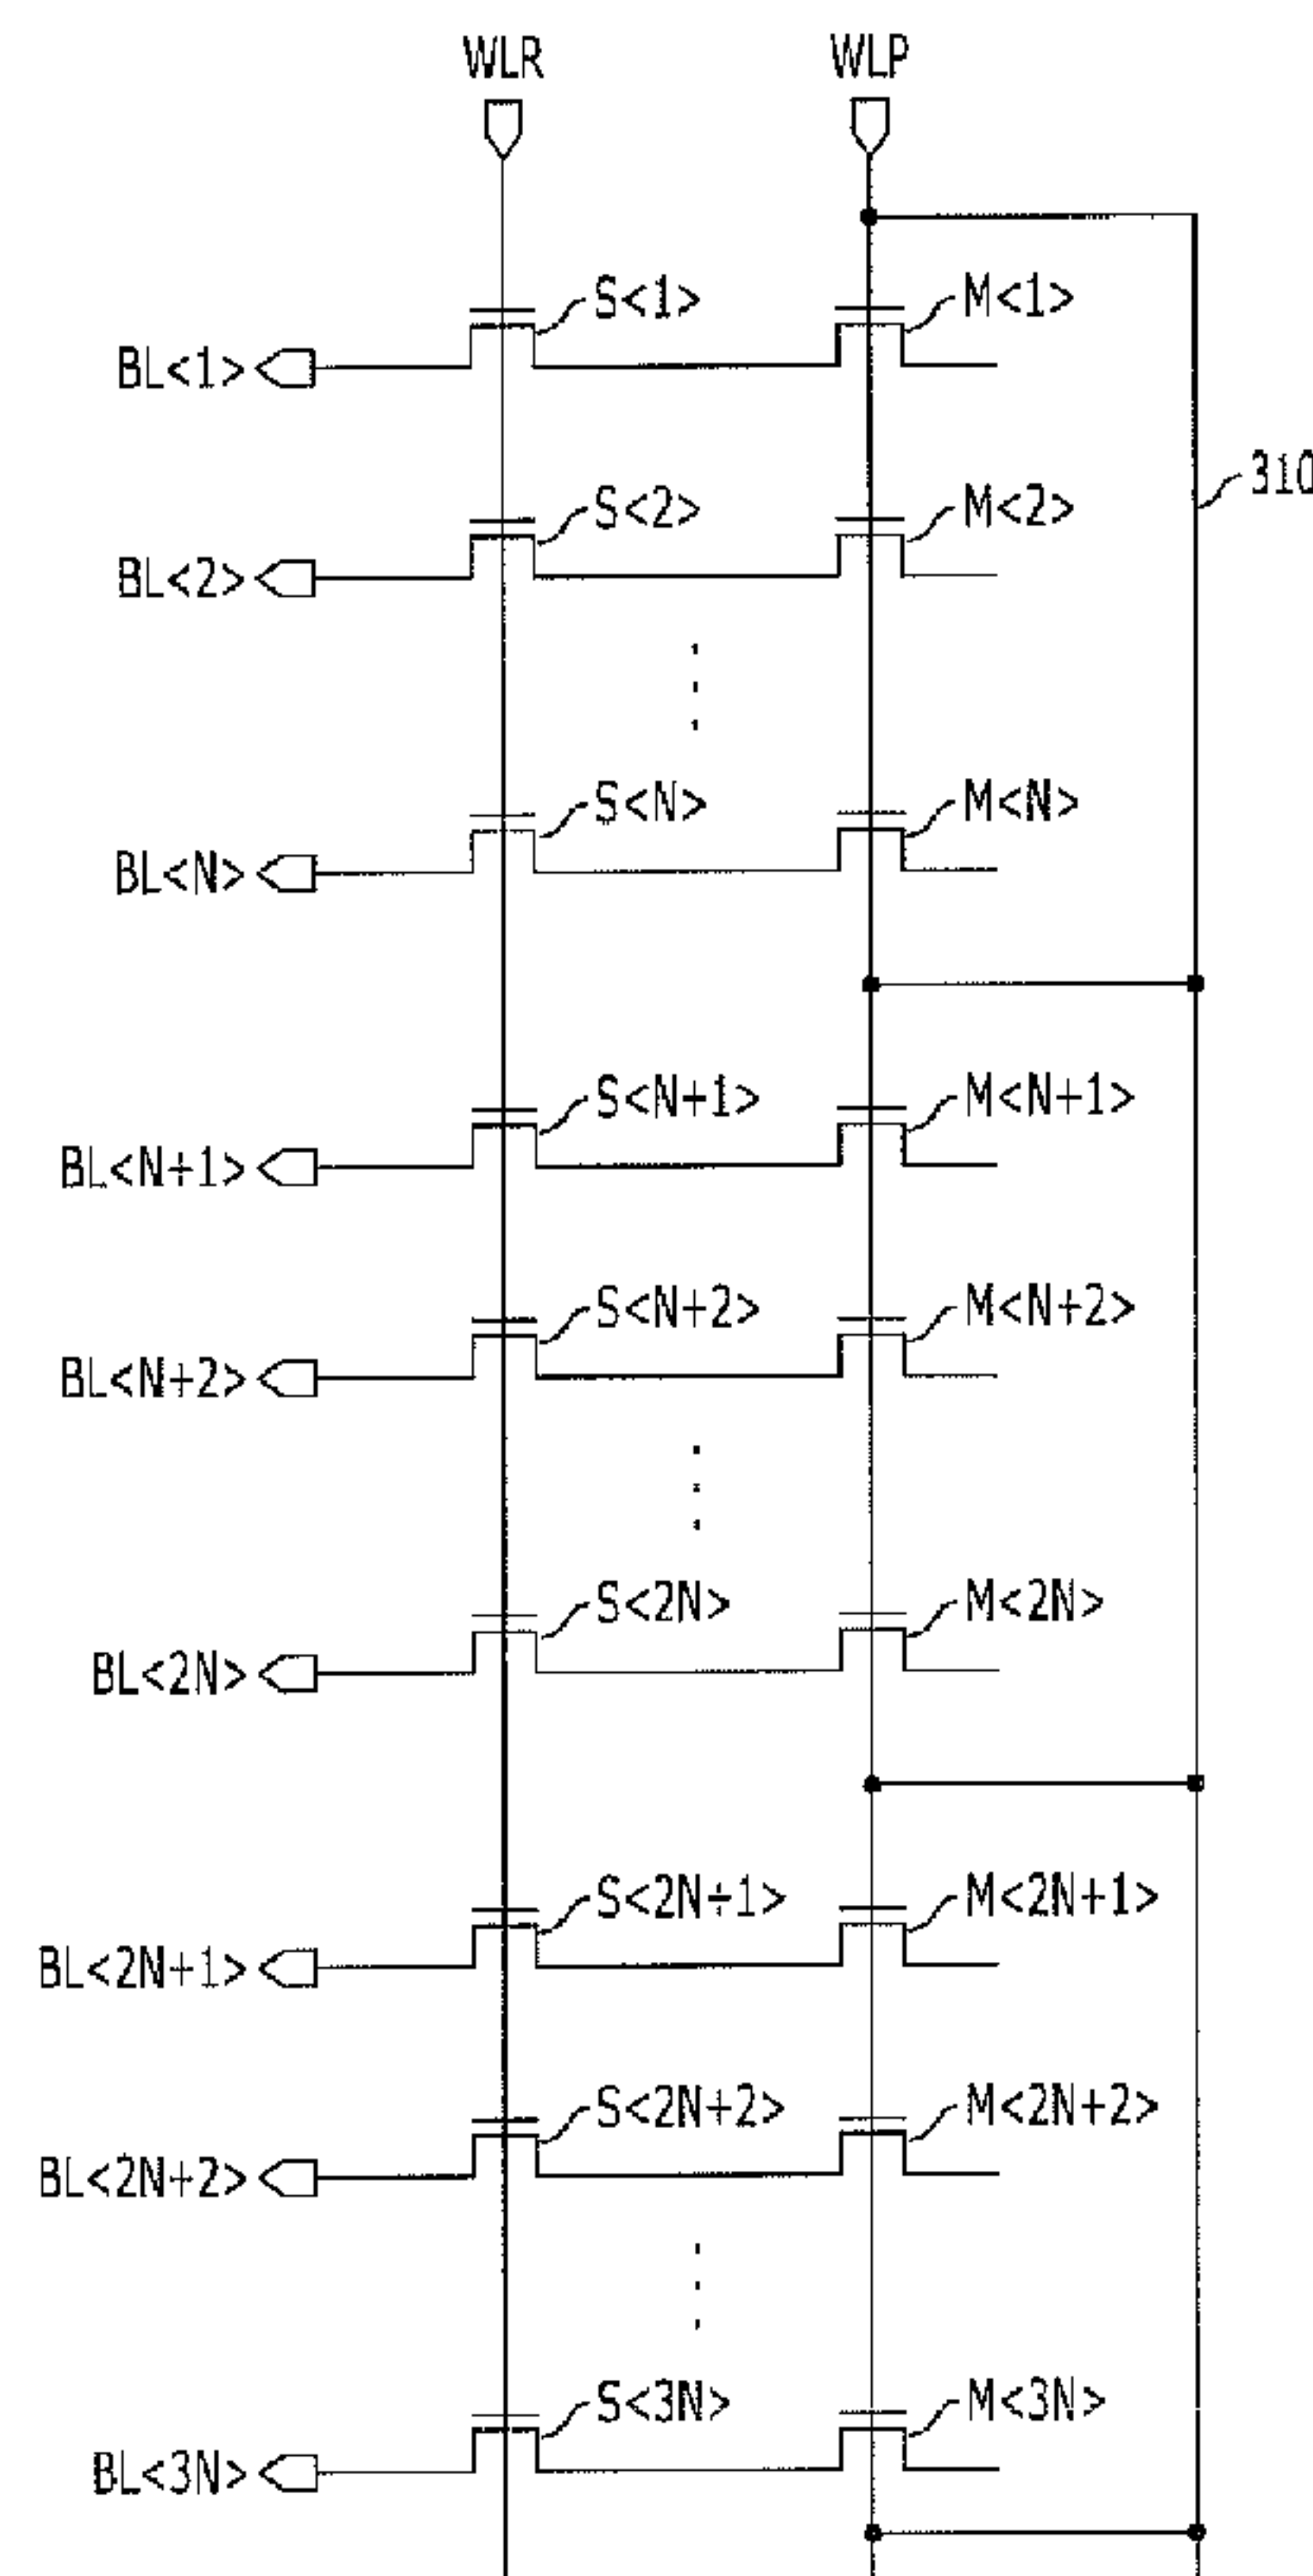 WLR WLP
S<1> M<1>
BL<1>
310
S<2> M<2>
BL<2>
S<N> M<N>
BL<N>
S<N+1> M<N+1>
BL<N+1>
S<N+2> M<N+2>
BL<N+2>
S<2N> M<2N>
BL<2N>
S<2N+1> M<2N+1>
BL<2N+1>
S<2N+2> M<2N+2>
BL<2N+2>
S<3N> M<3N>
BL<3N>